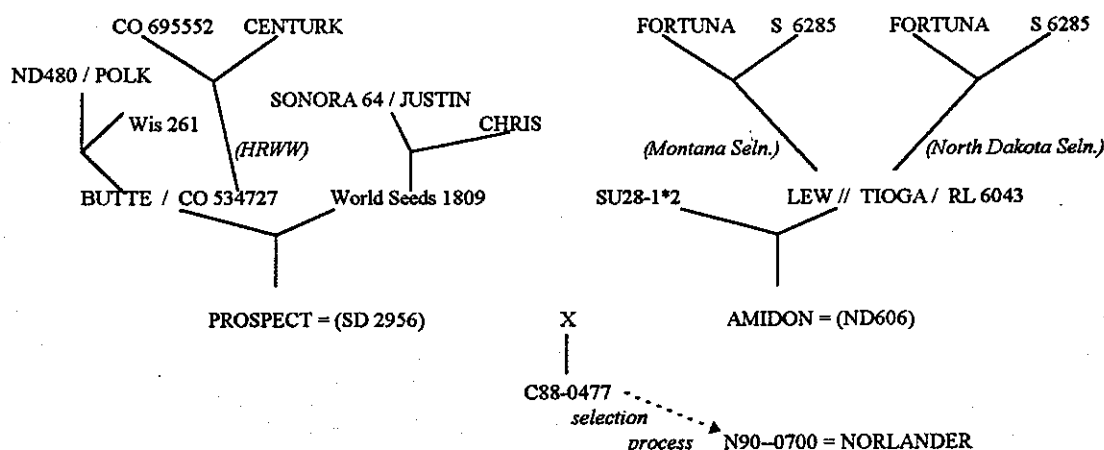 CO 695552 CENTURK FORTUNA S 6285 FORTUNA S 6285
ND480 / POLK
SONORA 64 / JUSTIN
Wis 261 CHRIS
(HRWW) (Montana Seln.) (North Dakota Seln.)
BUTTE / CO 534727 World Seeds 1809 SU28-1*2 LEW // TIOGA / RL 6043
PROSPECT = (SD 2956) X AMIDON = (ND606)
C88-0477
selection
process N90--0700 = NORLANDER